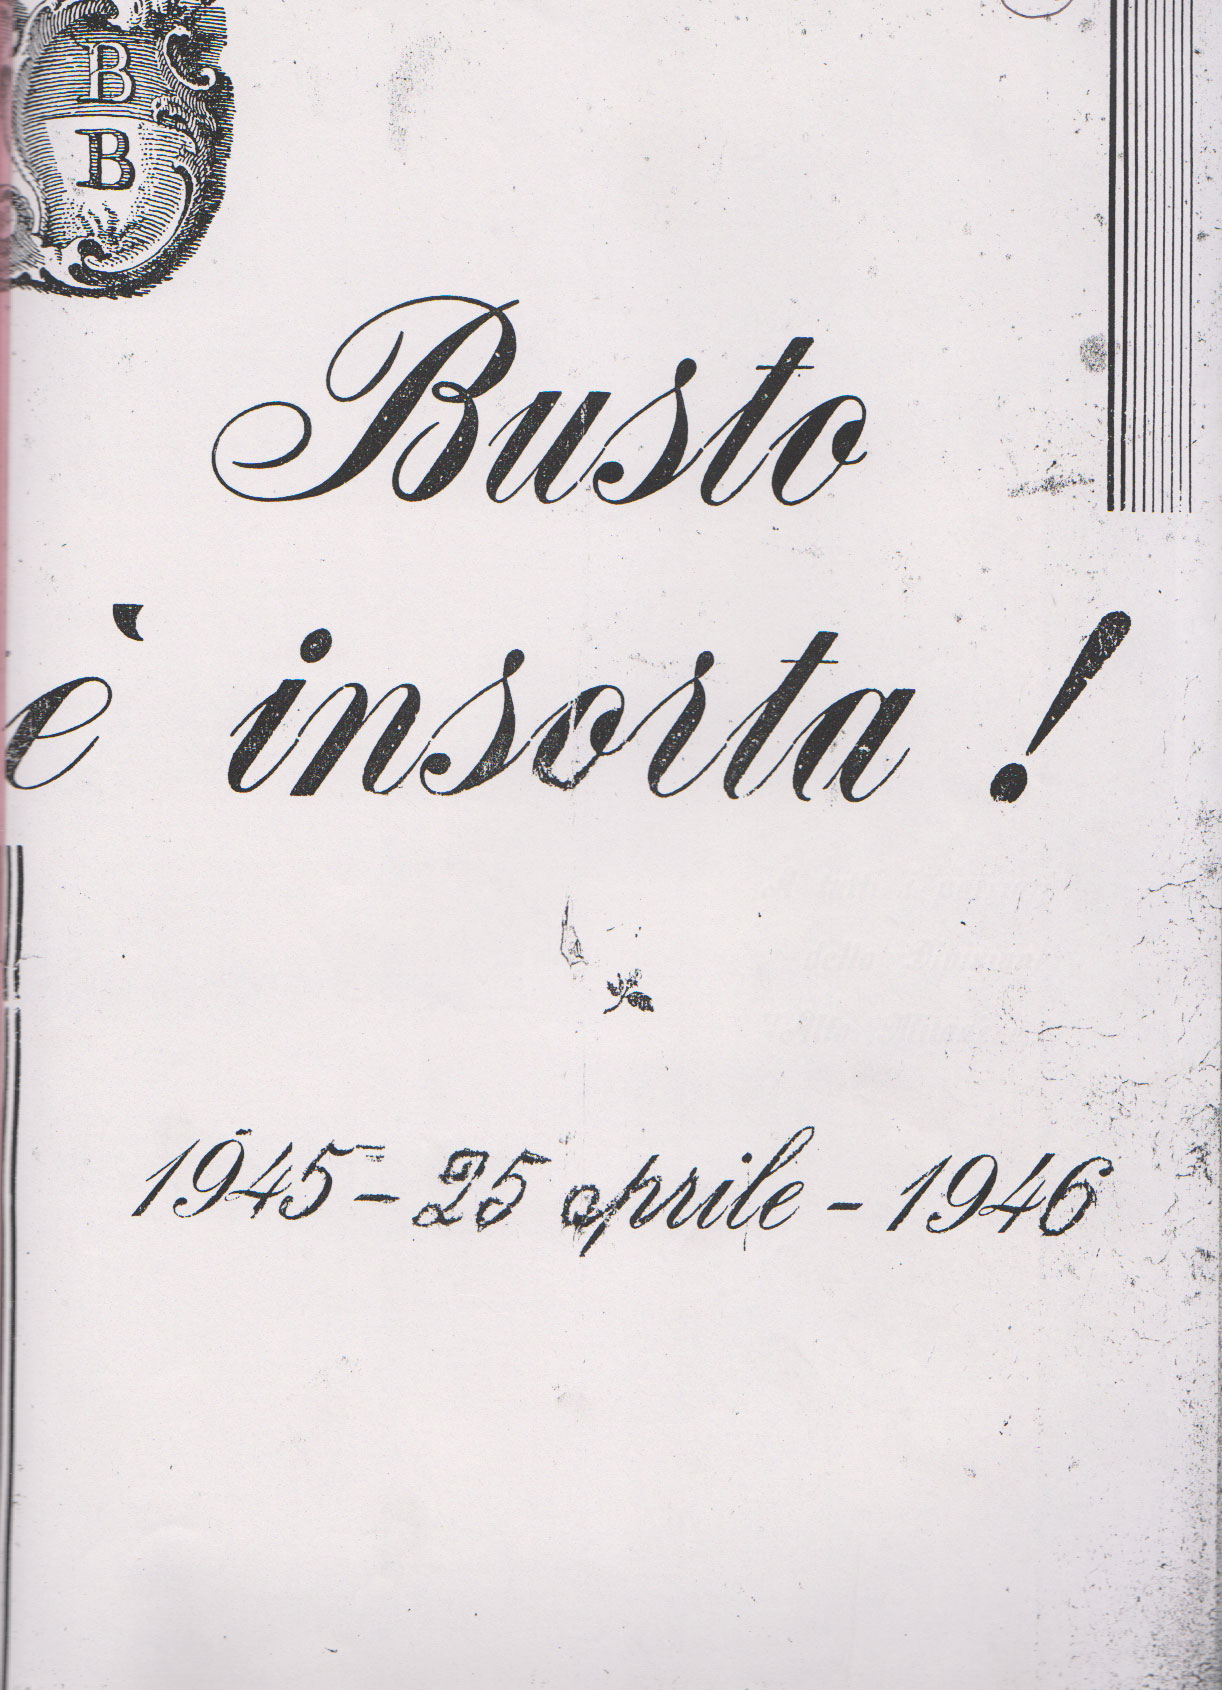 B
B
Busto
è insorta !
1945 - 25 aprile - 1946